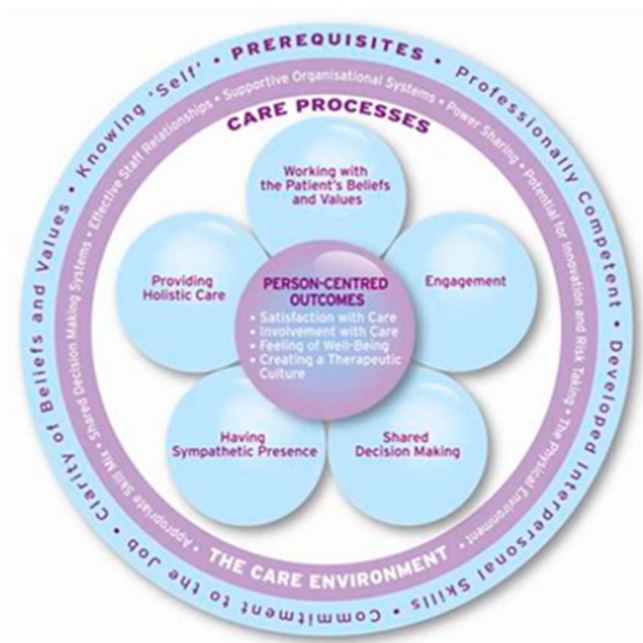 PREREQUISITES • Professionally Competent • Developed Interpersonal Skills • Commitment to the Job • Clarity of Beliefs and Values • Knowing 'Self' •
THE CARE ENVIRONMENT • Appropriate Skill Mix • Shared Decision Making Systems • Effective Staff Relationships • Supportive Organisational Systems • Power Sharing • Potential for Innovation and Risk Taking • The Physical Environment •
CARE PROCESSES
Working with
the Patient's Beliefs
and Values
Providing
Holistic Care
Engagement
PERSON-CENTRED
OUTCOMES
• Satisfaction with Care
• Involvement with Care
• Feeling of Well-Being
• Creating a Therapeutic
Culture
Having
Sympathetic Presence
Shared
Decision Making